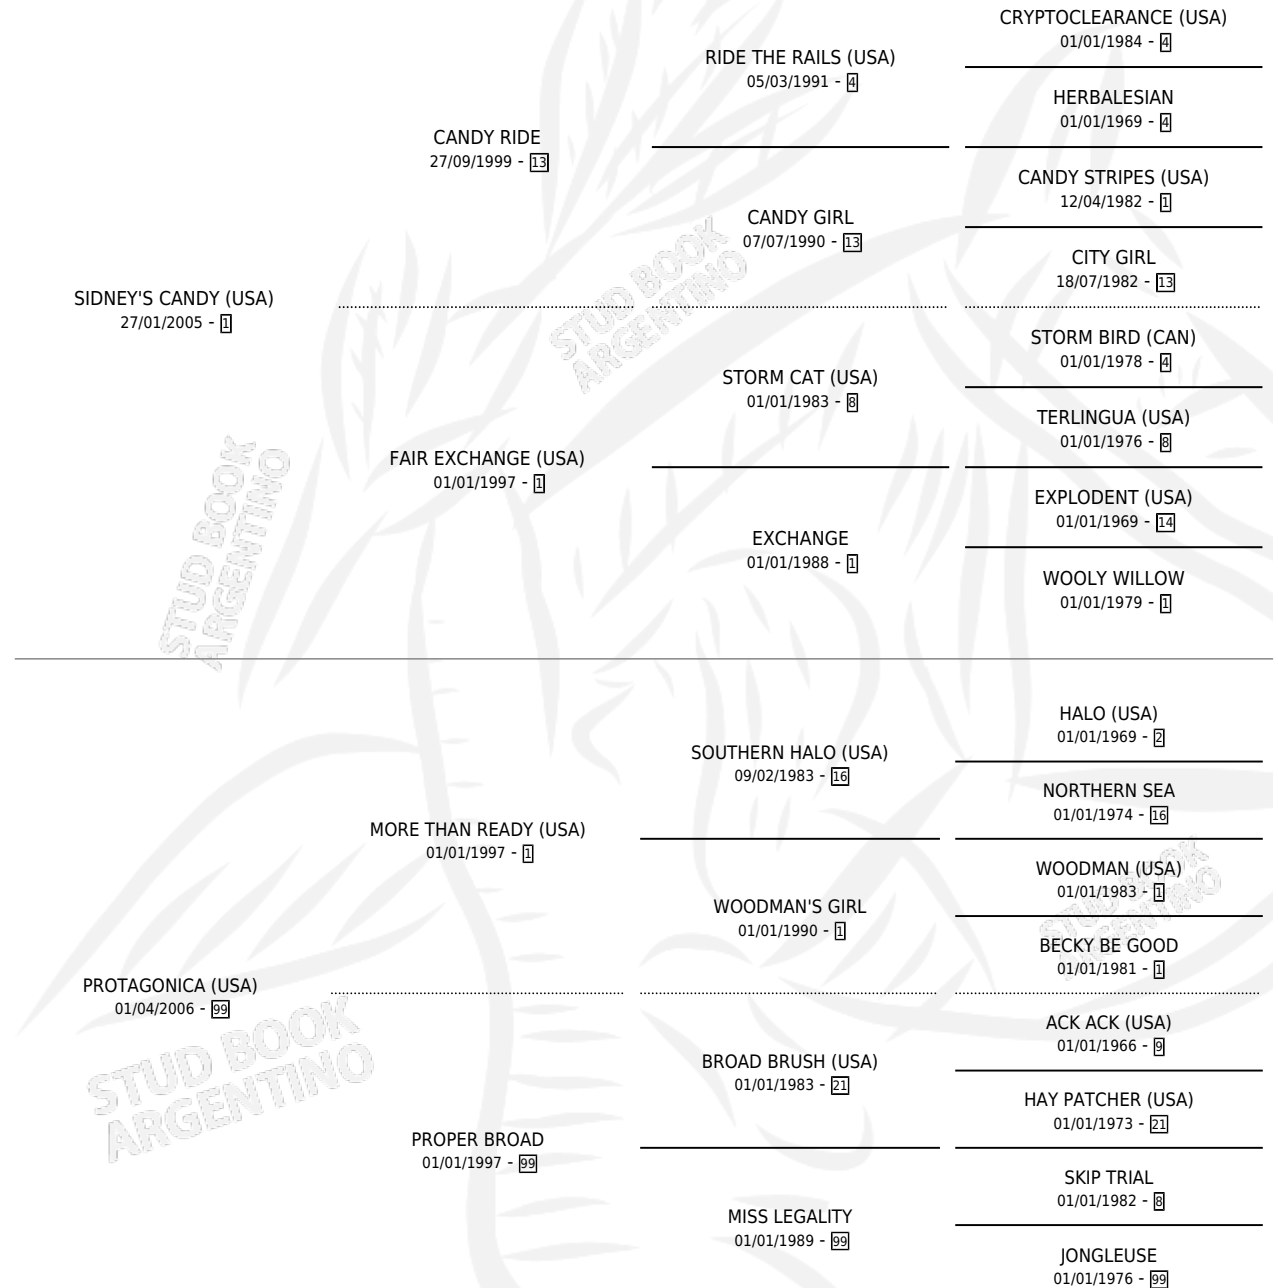 CRYPTOCLEARANCE (USA)
01/01/1984 - 4
RIDE THE RAILS (USA)
05/03/1991 - 4
HERBALESIAN
01/01/1969 - 4
CANDY RIDE
27/09/1999 - 13
CANDY STRIPES (USA)
12/04/1982 - 1
CANDY GIRL
07/07/1990 - 13
CITY GIRL
18/07/1982 - 13
SIDNEY'S CANDY (USA)
27/01/2005 - 1
STORM BIRD (CAN)
01/01/1978 - 4
STORM CAT (USA)
01/01/1983 - 8
TERLINGUA (USA)
01/01/1976 - 8
FAIR EXCHANGE (USA)
01/01/1997 - 1
EXPLODENT (USA)
01/01/1969 - 14
EXCHANGE
01/01/1988 - 1
WOOLY WILLOW
01/01/1979 - 1
HALO (USA)
01/01/1969 - 2
SOUTHERN HALO (USA)
09/02/1983 - 16
NORTHERN SEA
01/01/1974 - 16
MORE THAN READY (USA)
01/01/1997 - 1
WOODMAN (USA)
01/01/1983 - 1
WOODMAN'S GIRL
01/01/1990 - 1
BECKY BE GOOD
01/01/1981 - 1
PROTAGONICA (USA)
01/04/2006 - 99
ACK ACK (USA)
01/01/1966 - 9
BROAD BRUSH (USA)
01/01/1983 - 21
HAY PATCHER (USA)
01/01/1973 - 21
PROPER BROAD
01/01/1997 - 99
SKIP TRIAL
01/01/1982 - 8
MISS LEGALITY
01/01/1989 - 99
JONGLEUSE
01/01/1976 - 99
STUD BOOK
ARGENTINO
STUD BOOK
ARGENTINO
STUD BOOK
ARGENTINO
STUD BOOK
ARGENTINO